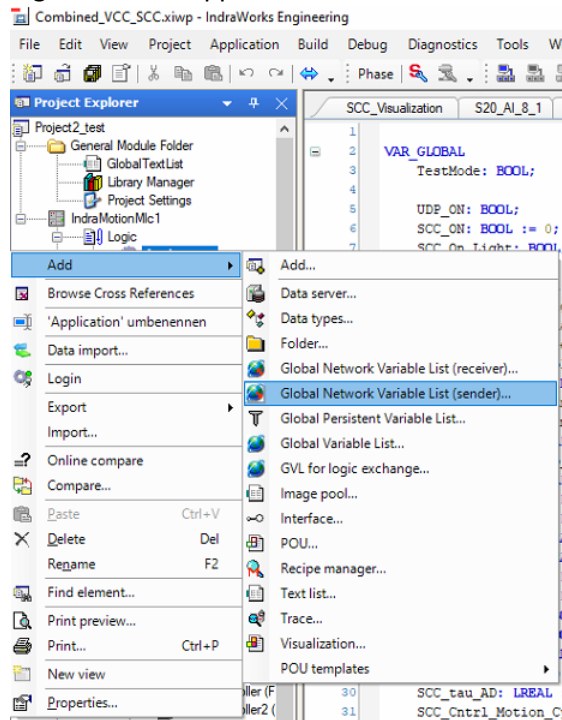 Combined_VCC_SCC.xiwp - IndraWorks Engineering
File Edit View Project Application Build Debug Diagnostics Tools
Phase
Project Explorer
SCC_Visualization S20_AI_8_1
Project2_test
General Module Folder
GlobalTextList
Library Manager
Project Settings
IndraMotionMlc1
Logic
1
2 VAR_GLOBAL
3 TestMode: BOOL;
4
5 UDP_ON: BOOL;
6 SCC_ON: BOOL := 0;
7 SCC_On_Light: BOOL
Add
Browse Cross References
'Application' umbenennen
Data import...
Login
Export
Import...
Online compare
Compare...
Paste Ctrl+V
Delete Del
Rename F2
Find element...
Print preview...
Print... Ctrl+P
New view
Properties...
Add...
Data server...
Data types...
Folder...
Global Network Variable List (receiver)...
Global Network Variable List (sender)...
Global Persistent Variable List...
Global Variable List...
GVL for logic exchange...
Image pool...
Interface...
POU...
Recipe manager...
Text list...
Trace...
Visualization...
POU templates
30 SCC_tau_AD: LREAL
31 SCC_Cntrl_Motion_C